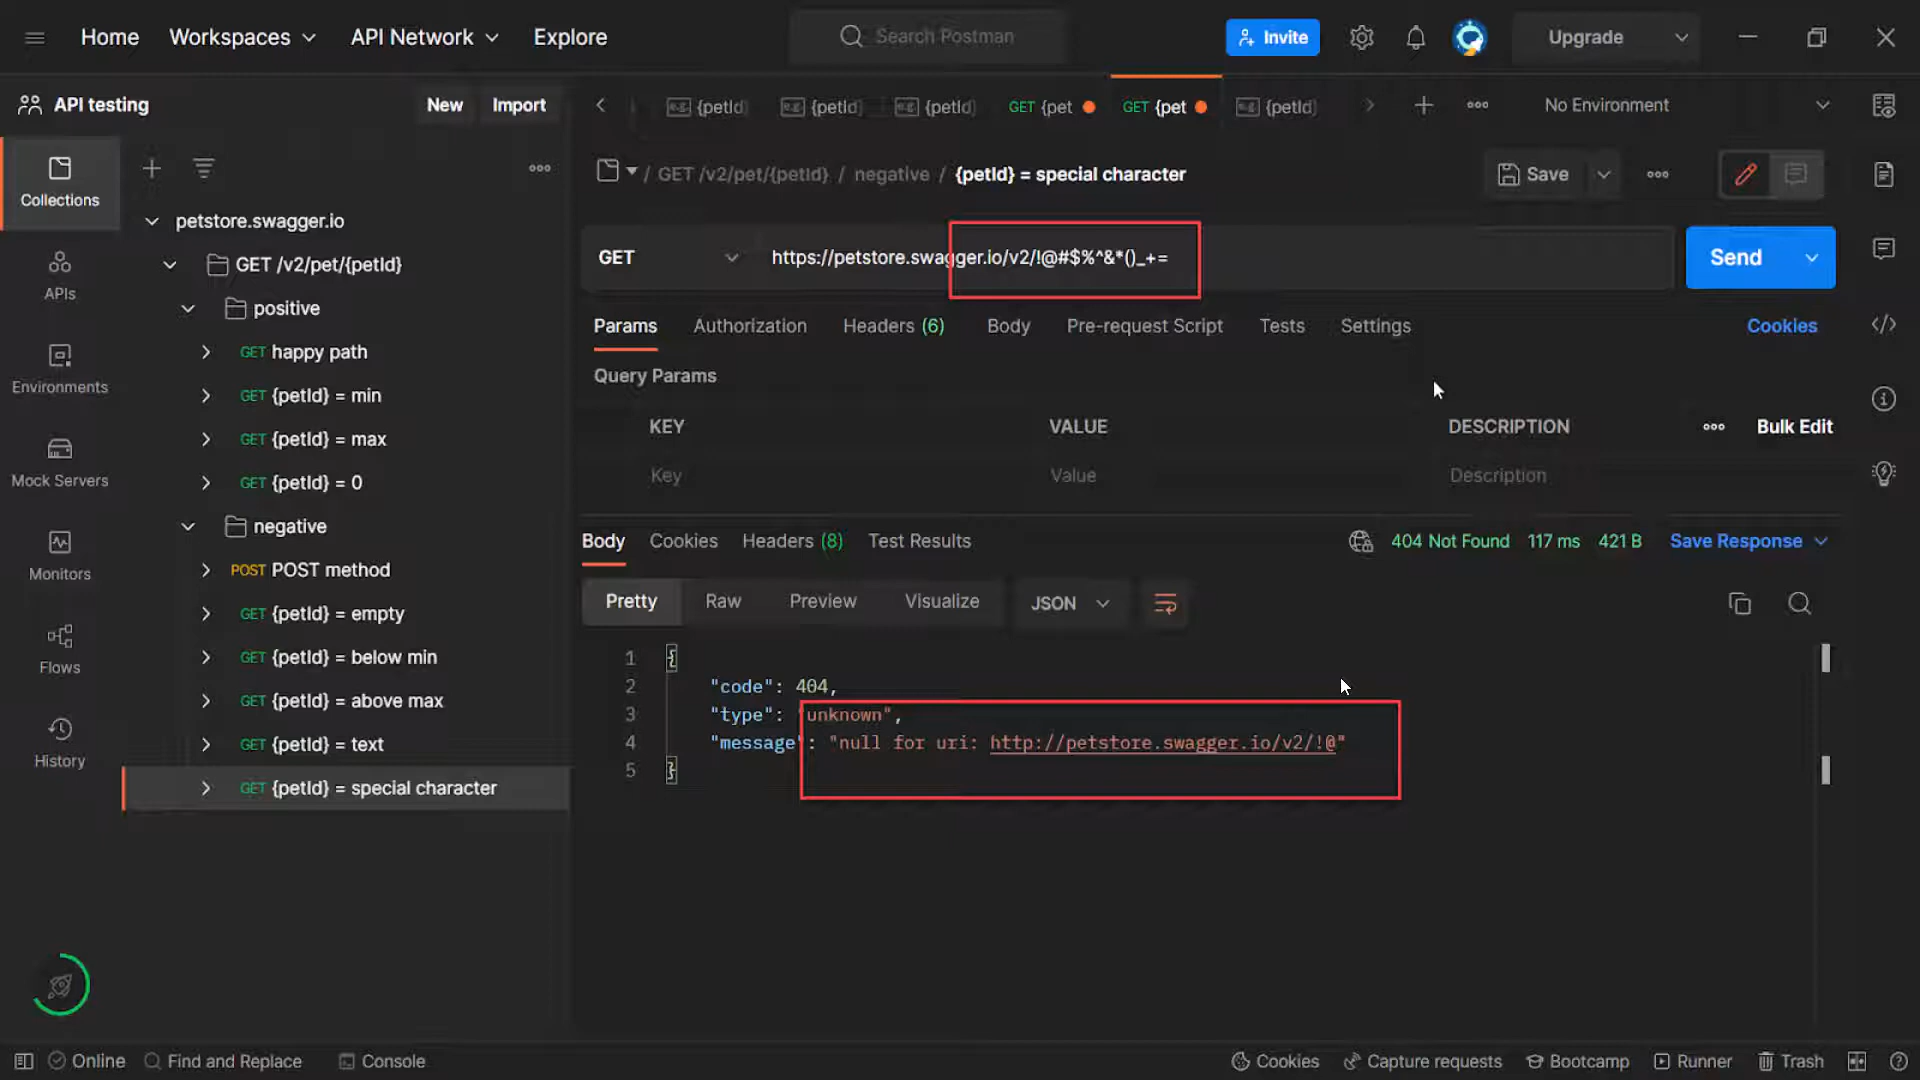 Home Workspaces API Network Explore Search Postman Invite Upgrade
API testing New Import
{petId} {petId} {petId} GET {pet GET {pet {petId} No Environment
/ GET /v2/pet/{petId} / negative / {petId} = special character Save
GET https://petstore.swagger.io/v2/!@#$%^&*()_+= Send
Params Authorization Headers (6) Body Pre-request Script Tests Settings Cookies
Query Params
KEY VALUE DESCRIPTION Bulk Edit
Key Value Description
Body Cookies Headers (8) Test Results 404 Not Found 117 ms 421 B Save Response
Pretty Raw Preview Visualize JSON
1 {
2 "code": 404,
3 "type": "unknown",
4 "message": "null for uri: http://petstore.swagger.io/v2/!@"
5 }
Collections
APIs
Environments
Mock Servers
Monitors
Flows
History
petstore.swagger.io
GET /v2/pet/{petId}
positive
GET happy path
GET {petId} = min
GET {petId} = max
GET {petId} = 0
negative
POST POST method
GET {petId} = empty
GET {petId} = below min
GET {petId} = above max
GET {petId} = text
GET {petId} = special character
Online Find and Replace Console Cookies Capture requests Bootcamp Runner Trash